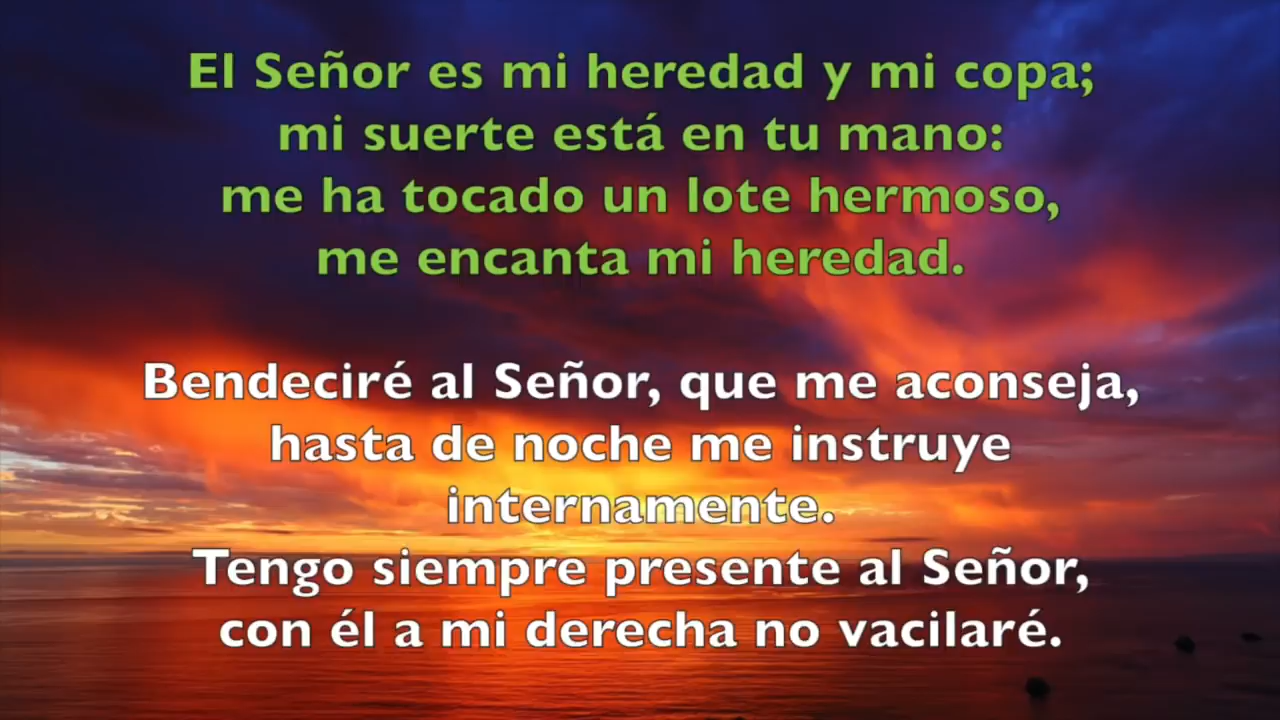 El Señor es mi heredad y mi copa;
mi suerte está en tu mano:
me ha tocado un lote hermoso,
me encanta mi heredad.
Bendeciré al Señor, que me aconseja,
hasta de noche me instruye
internamente.
Tengo siempre presente al Señor,
con él a mi derecha no vacilaré.